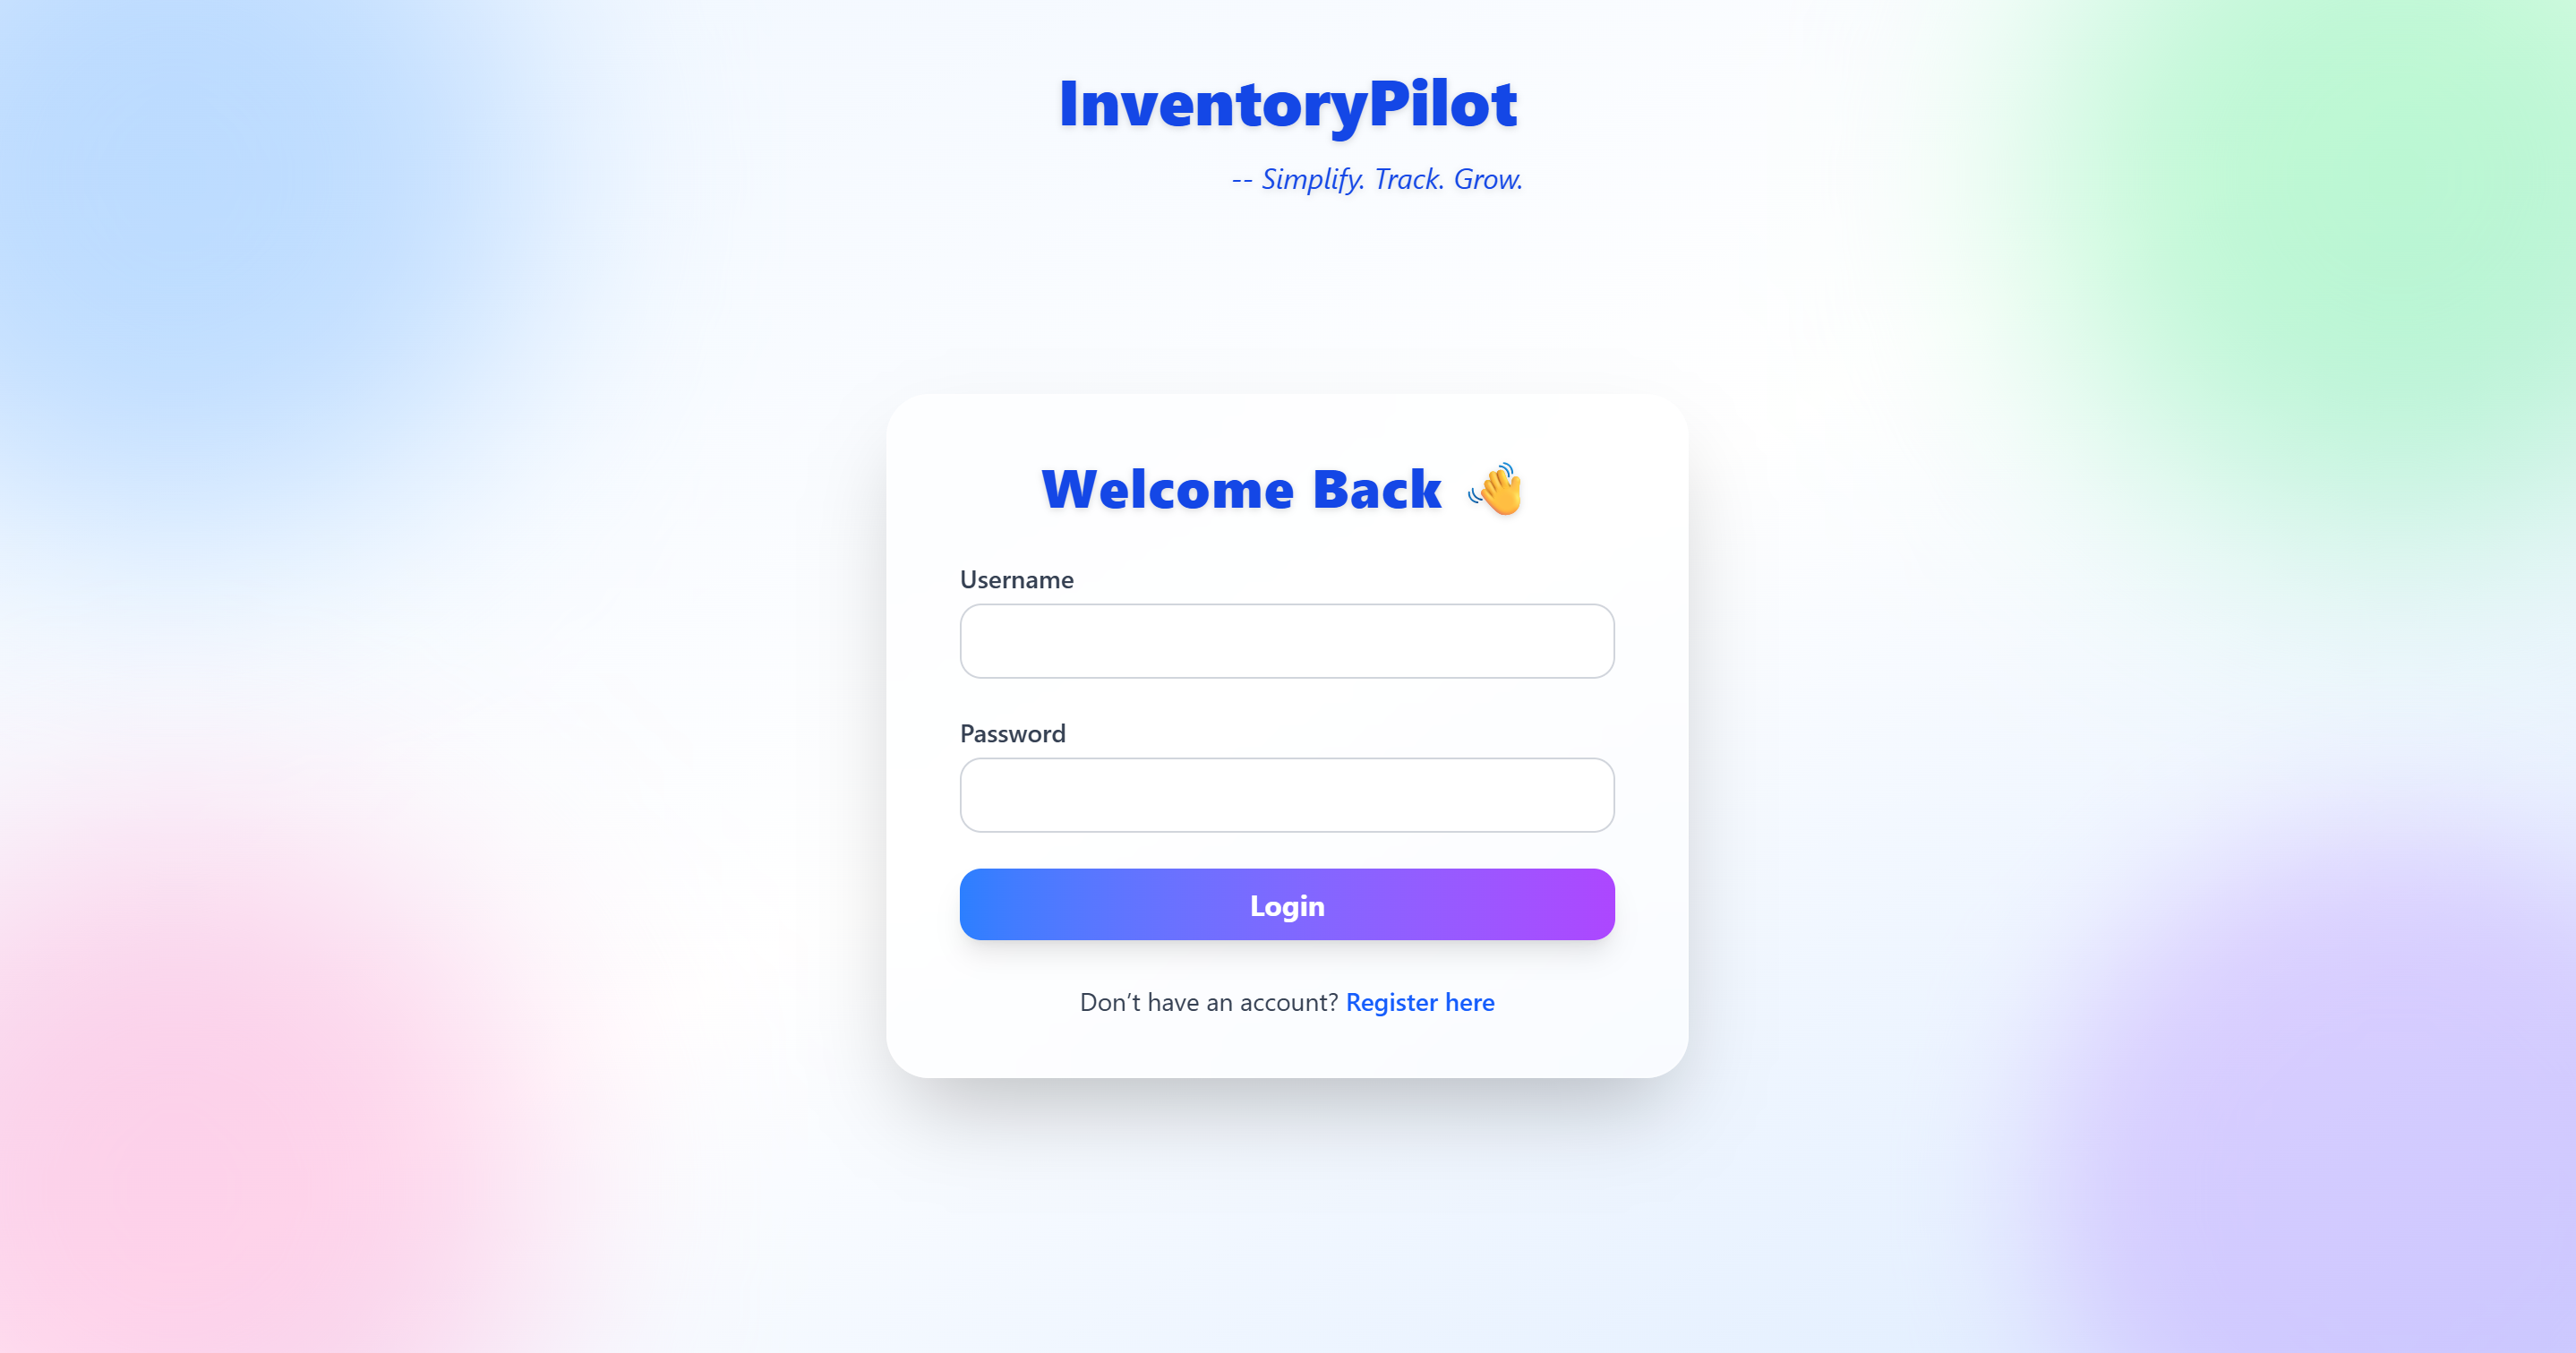 InventoryPilot
-- Simplify. Track. Grow.
Welcome Back 👋
Username
Password
Login
Don’t have an account? Register here